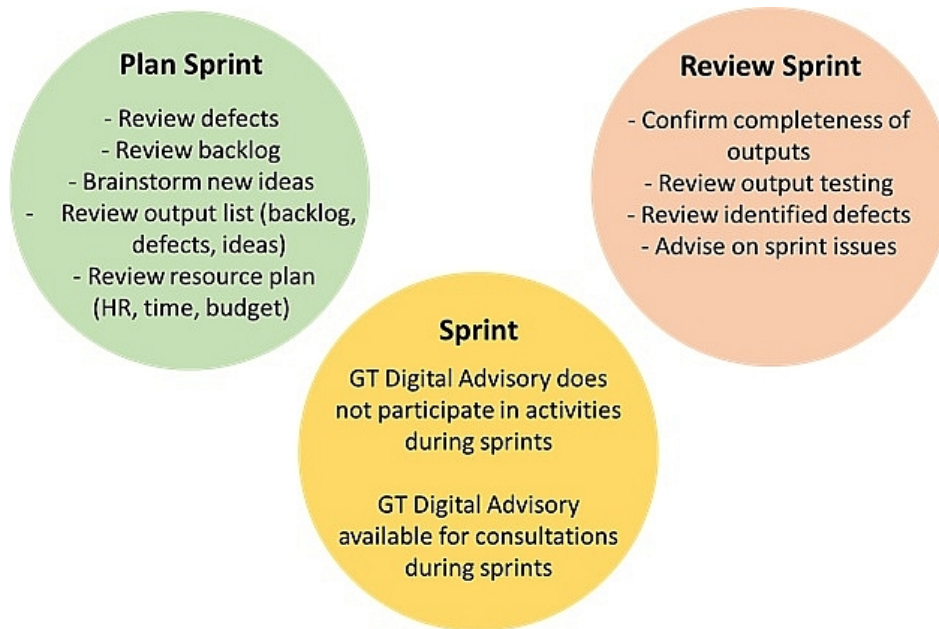 Plan Sprint
- Review defects
- Review backlog
- Brainstorm new ideas
- Review output list (backlog,
defects, ideas)
- Review resource plan
(HR, time, budget)
Review Sprint
- Confirm completeness of
outputs
- Review output testing
- Review identified defects
- Advise on sprint issues
Sprint
GT Digital Advisory does
not participate in activities
during sprints
GT Digital Advisory
available for consultations
during sprints